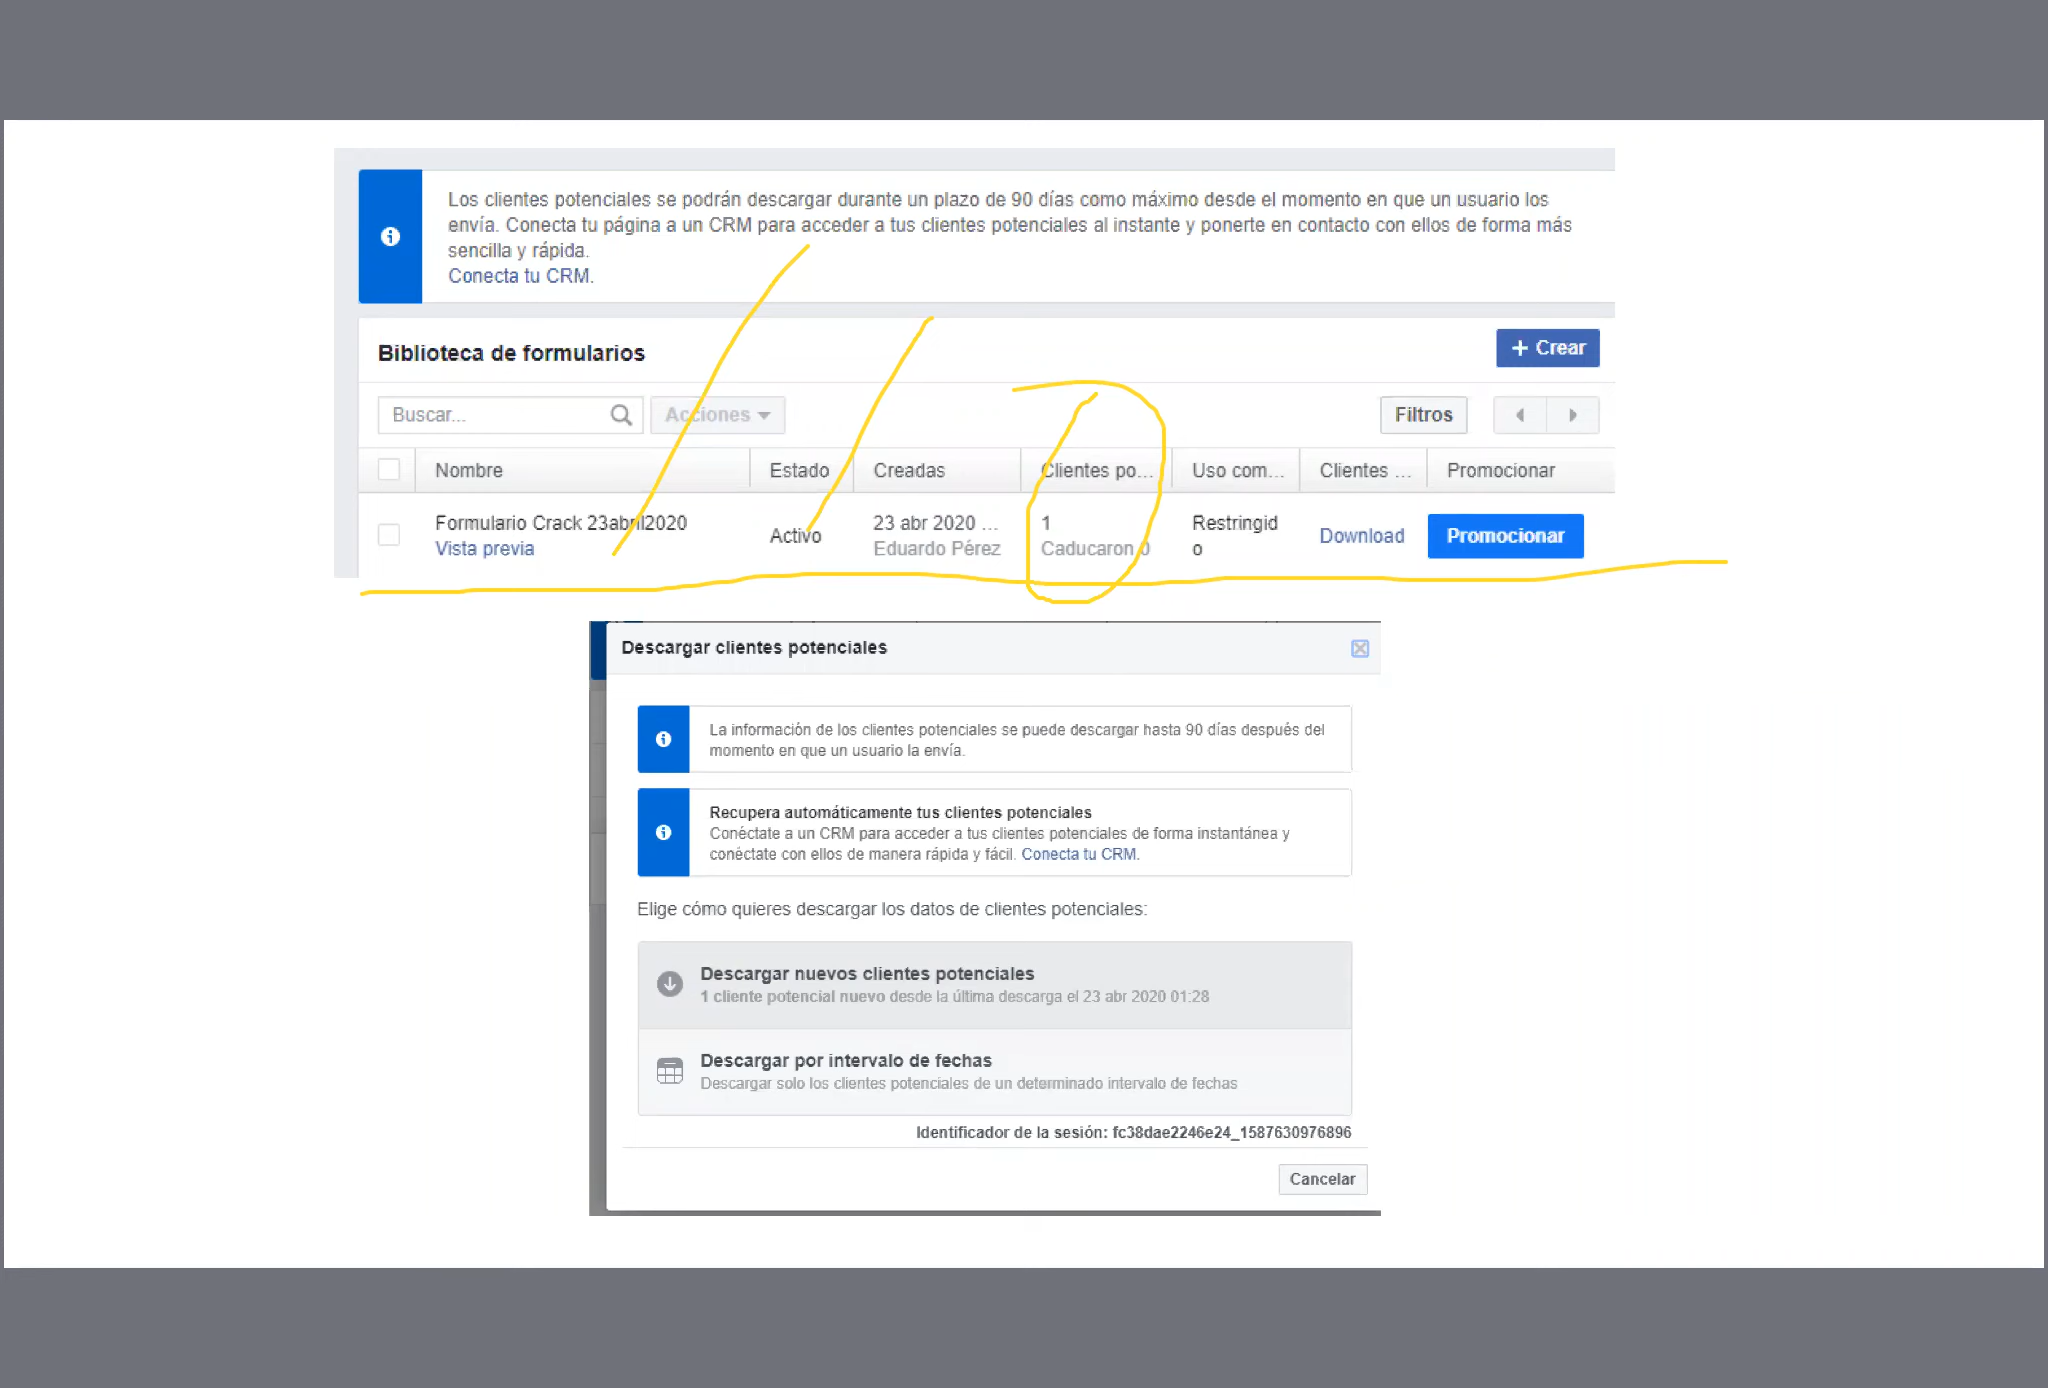 Los clientes potenciales se podrán descargar durante un plazo de 90 días como máximo desde el momento en que un usuario los
envía. Conecta tu página a un CRM para acceder a tus clientes potenciales al instante y ponerte en contacto con ellos de forma más
sencilla y rápida.
Conecta tu CRM.
Biblioteca de formularios
+ Crear
Buscar...
Acciones
Filtros
Nombre Estado Creadas Clientes po... Uso com... Clientes ... Promocionar
Formulario Crack 23abril2020
Vista previa
Activo
23 abr 2020 ...
Eduardo Pérez
1
Caducaron 0
Restringid
o
Download
Promocionar
Descargar clientes potenciales
La información de los clientes potenciales se puede descargar hasta 90 días después del
momento en que un usuario la envía.
Recupera automáticamente tus clientes potenciales
Conéctate a un CRM para acceder a tus clientes potenciales de forma instantánea y
conéctate con ellos de manera rápida y fácil. Conecta tu CRM.
Elige cómo quieres descargar los datos de clientes potenciales:
Descargar nuevos clientes potenciales
1 cliente potencial nuevo desde la última descarga el 23 abr 2020 01:28
Descargar por intervalo de fechas
Descargar solo los clientes potenciales de un determinado intervalo de fechas
Identificador de la sesión: fc38dae2246e24_1587630976896
Cancelar